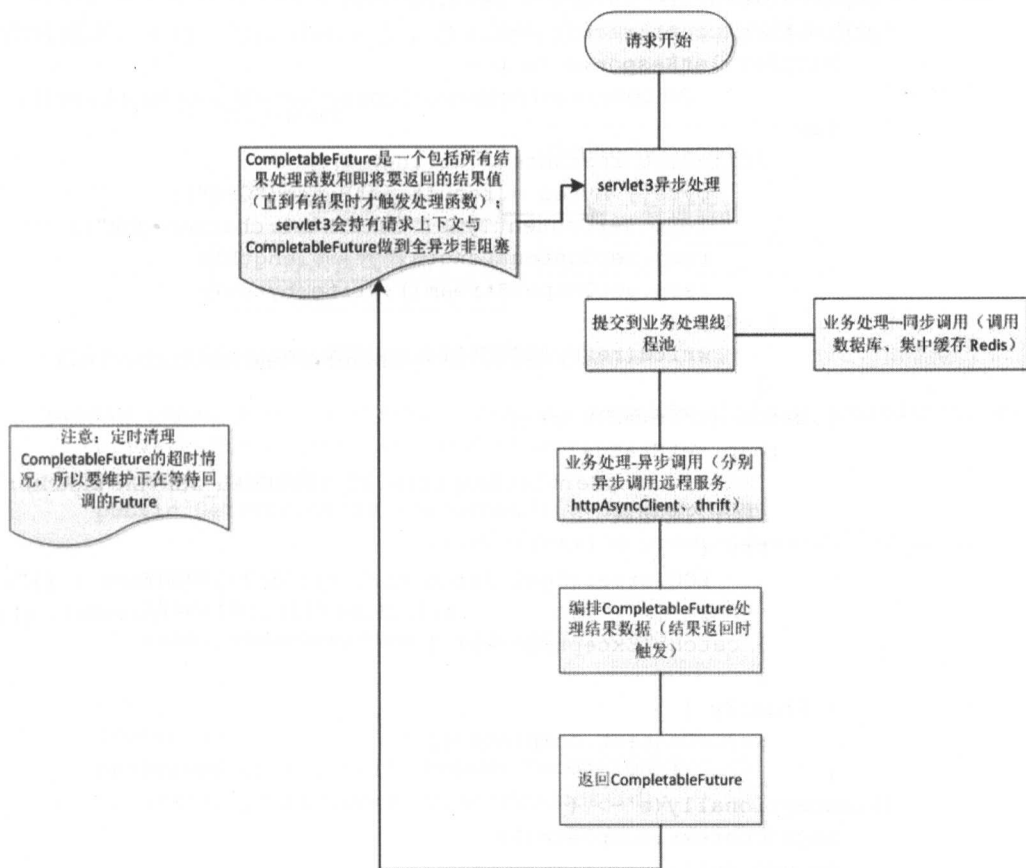 请求开始
CompletableFuture是一个包括所有结
果处理函数和即将要返回的结果值
（直到有结果时才触发处理函数）；
servlet3会持有请求上下文与
CompletableFuture做到全异步非阻塞
servlet3异步处理
提交到业务处理线
程池
业务处理—同步调用（调用
数据库、集中缓存 Redis）
注意：定时清理
CompletableFuture的超时情
况，所以要维护正在等待回
调的Future
业务处理-异步调用（分别
异步调用远程服务
httpAsyncClient、thrift）
编排CompletableFuture处
理结果数据（结果返回时
触发）
返回CompletableFuture